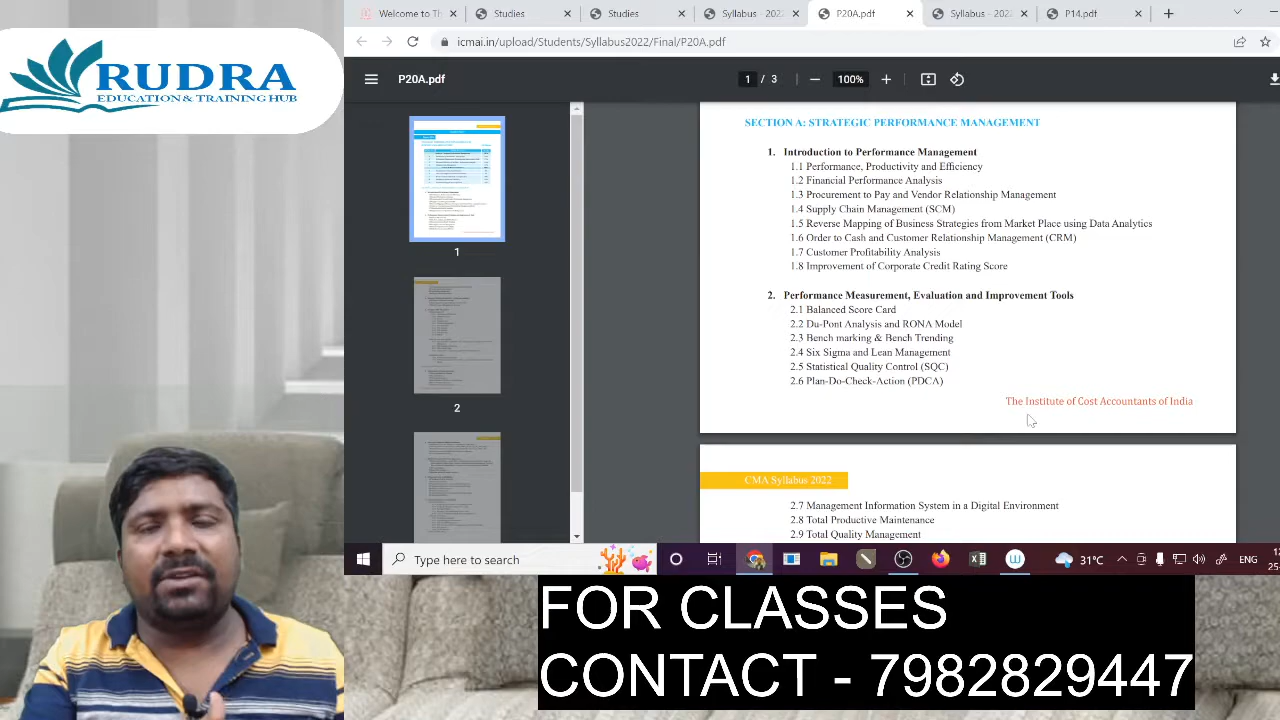 RUDRA
EDUCATION & TRAINING HUB
Welcome to Th
Studies
Studies
Syllabus - 2022
P20A.pdf
Syllabus - 2022
P14.pdf
icmai.in/upload/Students/Syllabus2022/Final/P20A.pdf
P20A.pdf
1 / 3
100%
1
2
SECTION A: STRATEGIC PERFORMANCE MANAGEMENT
1. Introduction to Performance Management
1.1 Performance, Efficiency and Effectiveness
1.2 Financial Performance Analysis
1.3 Supplier Performance Analysis, Relationship Management
1.4 Supply Chain Management (SCM)
1.5 Reverse Mapping of Business Strategies from Market Place using Data Analytics
1.6 Order to Cash and Customer Relationship Management (CRM)
1.7 Customer Profitability Analysis
1.8 Improvement of Corporate Credit Rating Score
2. Performance Measurement, Evaluation and Improvement Tools
2.1 Balanced Score Card
2.2 Du-Pont Analysis and RONA Model
2.3 Bench marking & Bench Trending
2.4 Six Sigma and Lean Management
2.5 Statistical Quality Control (SQC)
2.6 Plan-Do-Check-Action (PDCA)
The Institute of Cost Accountants of India
CMA Syllabus 2022
2.7 Management Information System in a Digital Environment
2.8 Total Productive Maintenance
2.9 Total Quality Management
Type here to search
31°C
ENG
FOR CLASSES
CONTACT - 7982829447